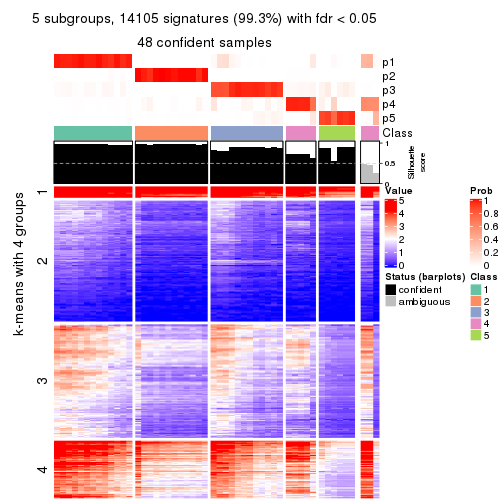 5 subgroups, 14105 signatures (99.3%) with fdr < 0.05
48 confident samples
p1
p2
p3
p4
p5
Class
1
0.5
0
Silhouette
score
k-means with 4 groups
1
2
3
4
Value
5
4
3
2
1
0
Prob
1
0.8
0.6
0.4
0.2
0
Status (barplots)
confident
ambiguous
Class
1
2
3
4
5